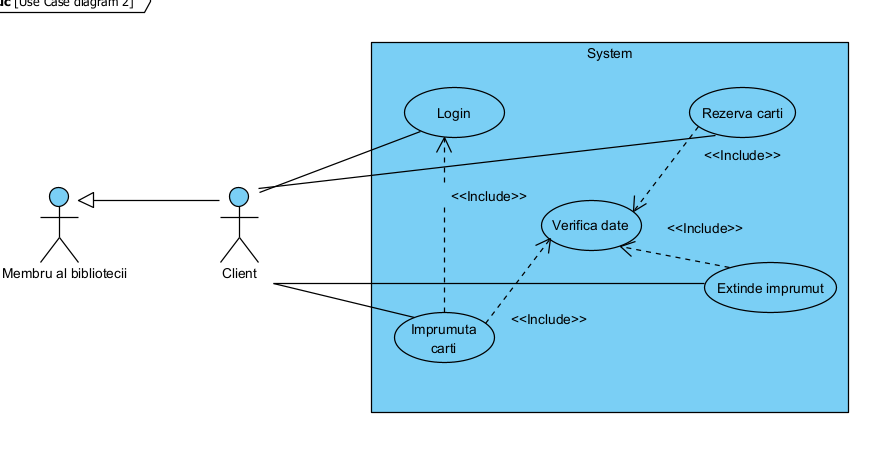 uc [Use Case diagram 2]
System
Login
Rezerva carti
<<Include>>
<<Include>>
Verifica date
<<Include>>
Membru al bibliotecii
Client
Extinde imprumut
<<Include>>
Imprumuta
carti